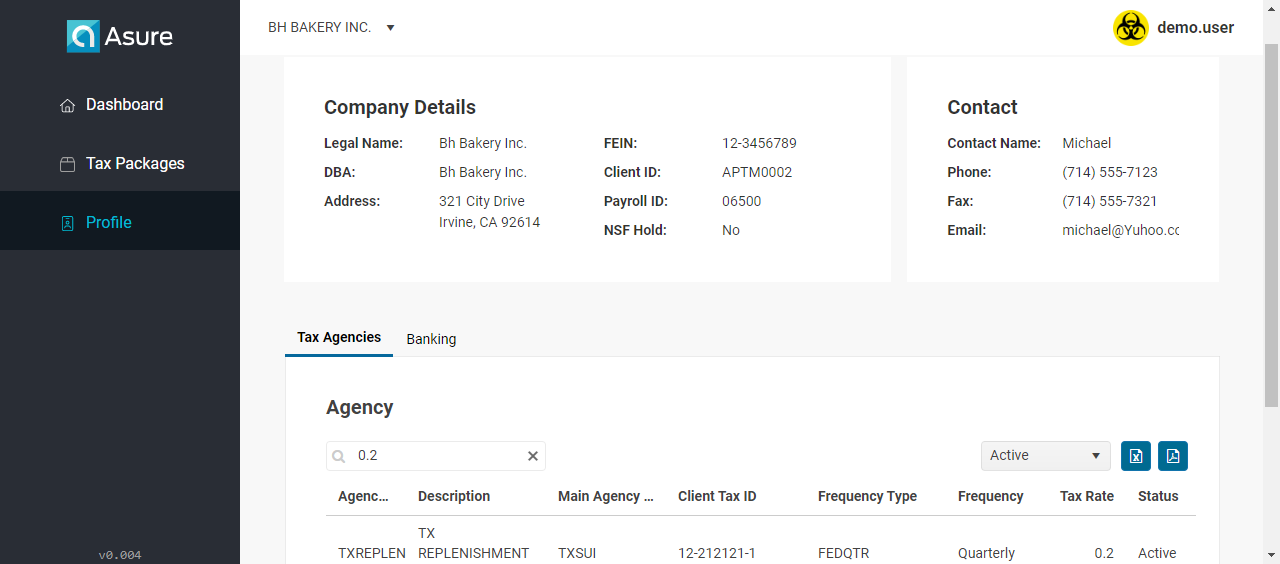 Asure
BH BAKERY INC.
demo.user
Dashboard
Tax Packages
Profile
v0.004
Company Details
Legal Name: Bh Bakery Inc. FEIN: 12-3456789
DBA: Bh Bakery Inc. Client ID: APTM0002
Address: 321 City Drive Payroll ID: 06500
Irvine, CA 92614
NSF Hold: No
Contact
Contact Name: Michael
Phone: (714) 555-7123
Fax: (714) 555-7321
Email: michael@Yuhoo.cc
Tax Agencies Banking
Agency
0.2
Active
Agenc... Description Main Agency ... Client Tax ID Frequency Type Frequency Tax Rate Status
TX
TXREPLEN REPLENISHMENT TXSUI 12-212121-1 FEDQTR Quarterly 0.2 Active